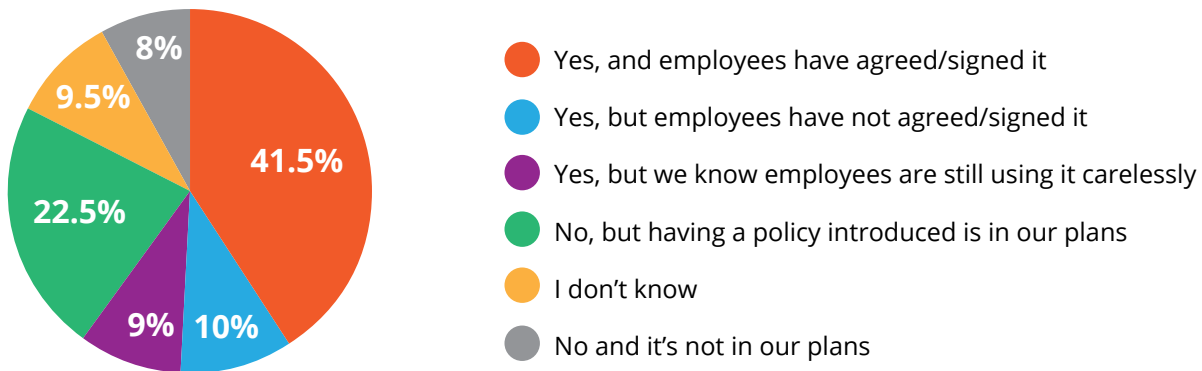 8%
9.5%
41.5%
22.5%
9%
10%
Yes, and employees have agreed/signed it
Yes, but employees have not agreed/signed it
Yes, but we know employees are still using it carelessly
No, but having a policy introduced is in our plans
I don’t know
No and it’s not in our plans